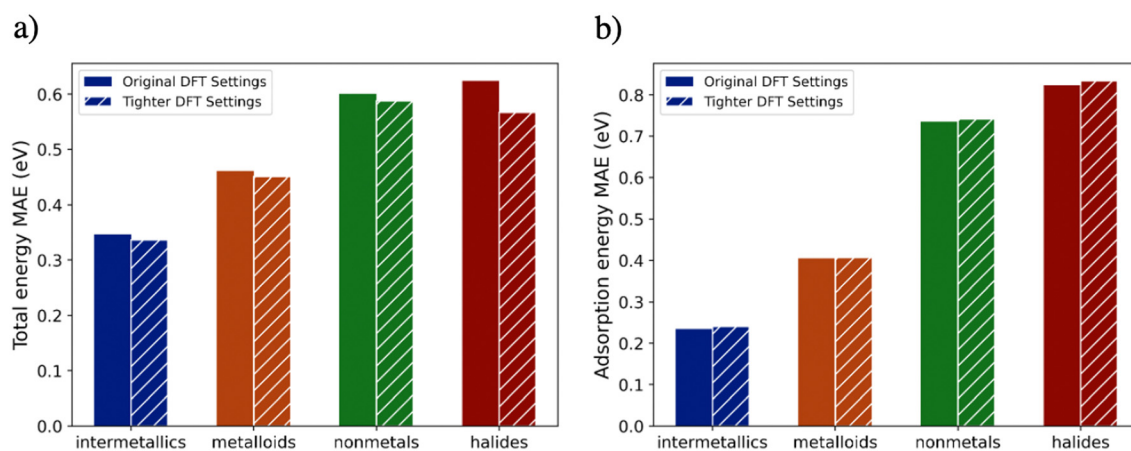 a)
Total energy MAE (eV)
0.6
0.5
0.4
0.3
0.2
0.1
0.0
Original DFT Settings
Tighter DFT Settings
intermetallics metalloids nonmetals halides
b)
Adsorption energy MAE (eV)
0.8
0.7
0.6
0.5
0.4
0.3
0.2
0.1
0.0
Original DFT Settings
Tighter DFT Settings
intermetallics metalloids nonmetals halides